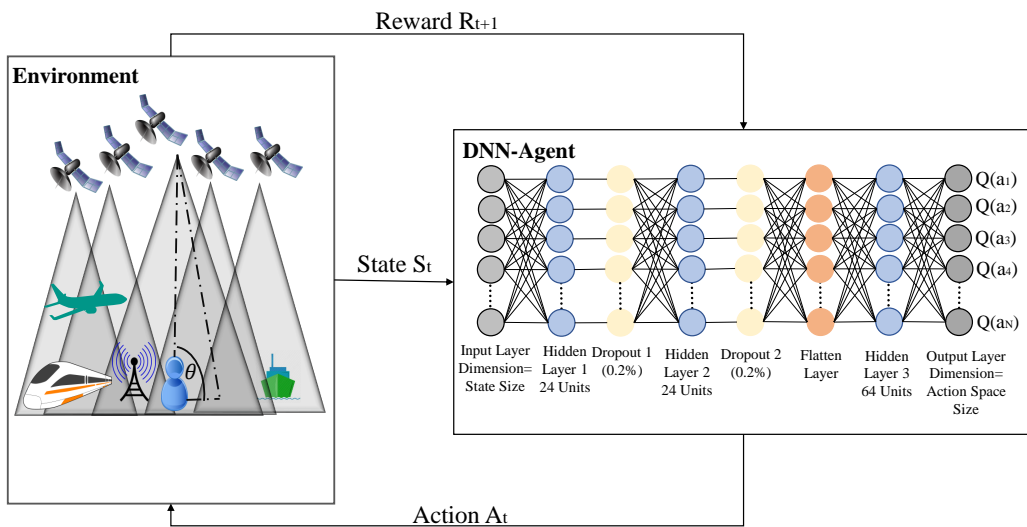 Reward Rt+1
Environment
DNN-Agent
Q(a1)
Q(a2)
Q(a3)
Q(a4)
Q(aN)
State St
θ
Input Layer
Dimension=
State Size
Hidden
Layer 1
24 Units
Dropout 1
(0.2%)
Hidden
Layer 2
24 Units
Dropout 2
(0.2%)
Flatten
Layer
Hidden
Layer 3
64 Units
Output Layer
Dimension=
Action Space
Size
Action At